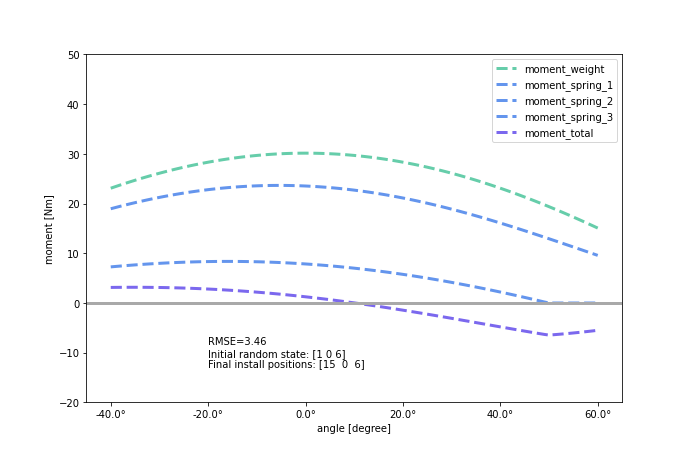 50
40
30
20
10
0
−10
−20
moment [Nm]
moment_weight
moment_spring_1
moment_spring_2
moment_spring_3
moment_total
RMSE=3.46
Initial random state: [1 0 6]
Final install positions: [15  0  6]
-40.0° -20.0° 0.0° 20.0° 40.0° 60.0°
angle [degree]